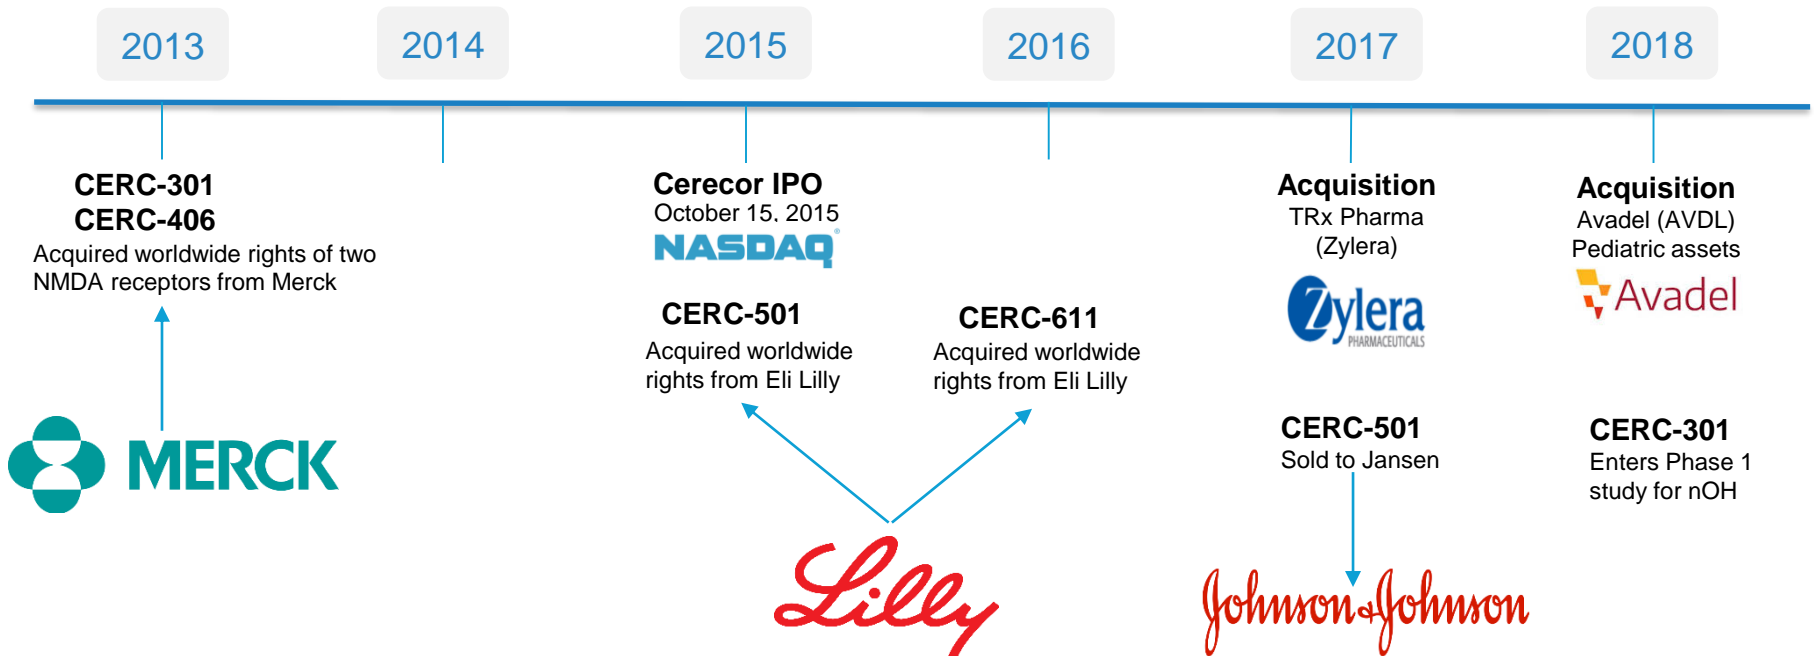 2013
2014
2015
2016
2017
2018
CERC-301
CERC-406
Acquired worldwide rights of two
NMDA receptors from Merck
MERCK
Cerecor IPO
October 15, 2015
NASDAQ®
CERC-501
Acquired worldwide
rights from Eli Lilly
CERC-611
Acquired worldwide
rights from Eli Lilly
Lilly
Acquisition
TRx Pharma
(Zylera)
Zylera
PHARMACEUTICALS
CERC-501
Sold to Jansen
Johnson&Johnson
Acquisition
Avadel (AVDL)
Pediatric assets
Avadel
CERC-301
Enters Phase 1
study for nOH